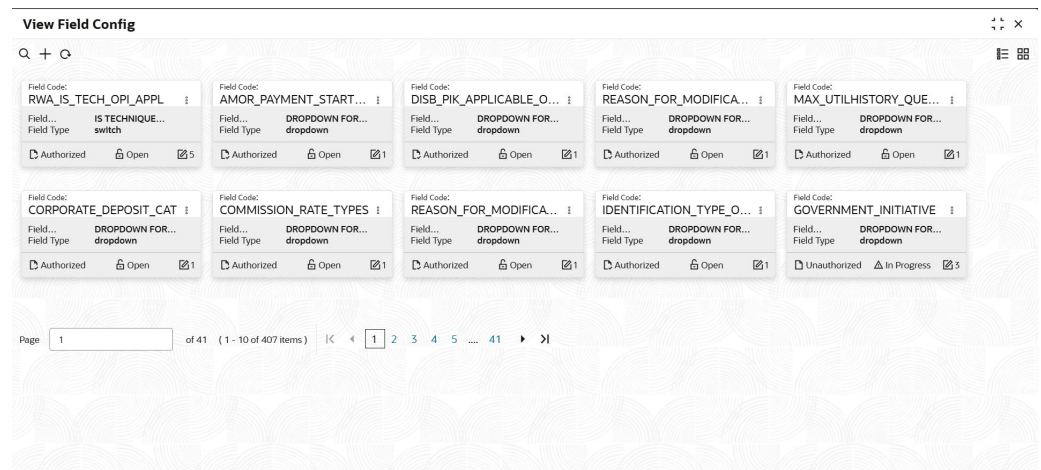 View Field Config
Field Code:
RWA_IS_TECH_OPI_APPL
Field... IS TECHNIQUE...
Field Type switch
Authorized Open 5
Field Code:
AMOR_PAYMENT_START...
Field... DROPDOWN FOR...
Field Type dropdown
Authorized Open 1
Field Code:
DISB_PIK_APPLICABLE_O...
Field... DROPDOWN FOR...
Field Type dropdown
Authorized Open 1
Field Code:
REASON_FOR_MODIFICA...
Field... DROPDOWN FOR...
Field Type dropdown
Authorized Open 1
Field Code:
MAX_UTILHISTORY_QUE...
Field... DROPDOWN FOR...
Field Type dropdown
Authorized Open 1
Field Code:
CORPORATE_DEPOSIT_CAT
Field... DROPDOWN FOR...
Field Type dropdown
Authorized Open 1
Field Code:
COMMISSION_RATE_TYPES
Field... DROPDOWN FOR...
Field Type dropdown
Authorized Open 1
Field Code:
REASON_FOR_MODIFICA...
Field... DROPDOWN FOR...
Field Type dropdown
Authorized Open 1
Field Code:
IDENTIFICATION_TYPE_O...
Field... DROPDOWN FOR...
Field Type dropdown
Authorized Open 1
Field Code:
GOVERNMENT_INITIATIVE
Field... DROPDOWN FOR...
Field Type dropdown
Unauthorized In Progress 3
Page 1 of 41 ( 1 - 10 of 407 items ) 1 2 3 4 5 .... 41